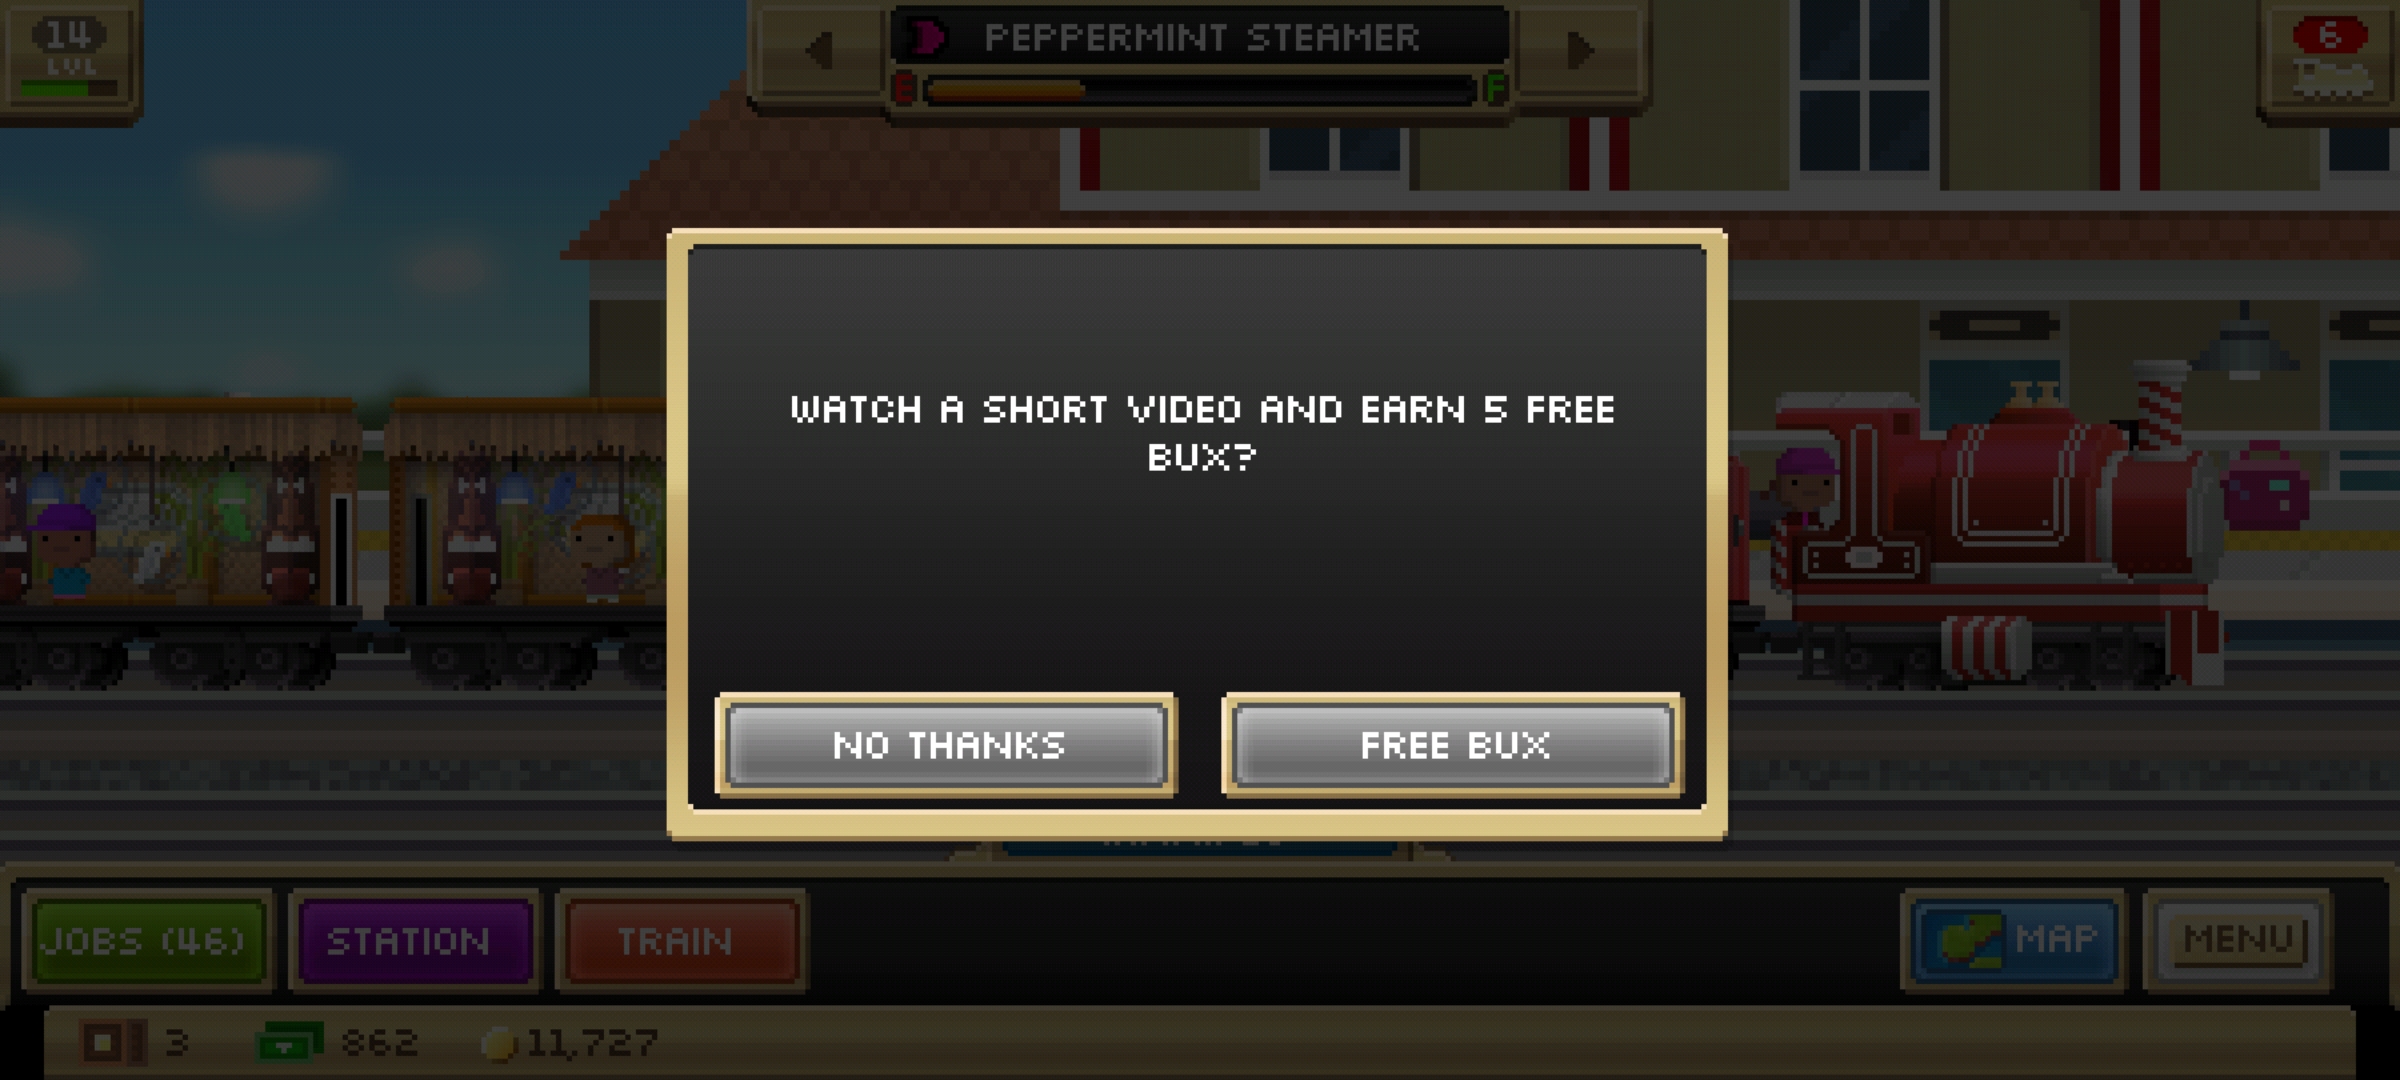 14
LVL
PEPPERMINT STEAMER
E
F
6
WATCH A SHORT VIDEO AND EARN 5 FREE
BUX?
NO THANKS
FREE BUX
JOBS (46)
STATION
TRAIN
MAP
MENU
3
862
11,727